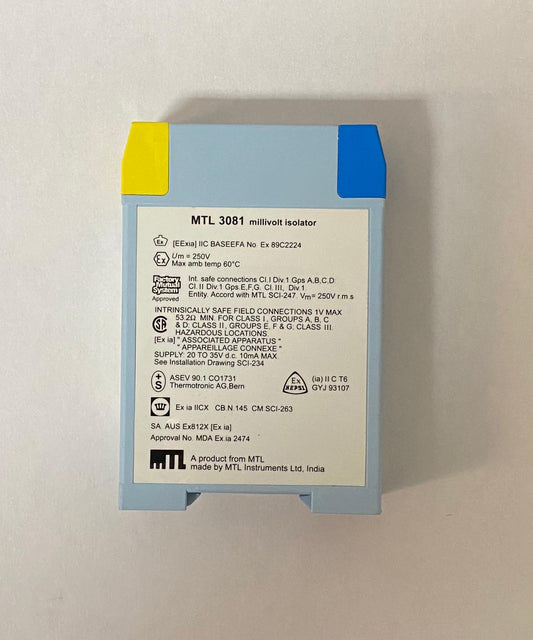 MTL 3081 millivolt isolator
Ex [EExia] IIC BASEEFA No. Ex 89C2224
Ex Um = 250V
Max amb temp 60°C
Factory Mutual System
Approved
Int. safe connections Cl.I Div.1 Gps A,B,C,D
Cl. II Div.1 Gps.E,F,G. Cl. III, Div.1
Entity. Accord with MTL SCI-247. Vm= 250V r.m.s
INTRINSICALLY SAFE FIELD CONNECTIONS 1V MAX
53.2Ω MIN. FOR CLASS I, GROUPS A, B, C
& D; CLASS II, GROUPS E, F & G; CLASS III.
HAZARDOUS LOCATIONS.
[Ex ia] " ASSOCIATED APPARATUS "
" APPAREILLAGE CONNEXE "
SUPPLY: 20 TO 35V d.c. 10mA MAX.
See Installation Drawing SCI-234
+S ASEV 90.1 CO1731
Thermotronic AG,Bern
Ex NEPSI (ia) II C T6
GYJ 93107
Ex ia IICX CB.N.145 CM SCI-263
SA. AUS Ex812X [Ex ia]
Approval No. MDA Ex.ia 2474
MTL A product from MTL
made by MTL Instruments Ltd, India